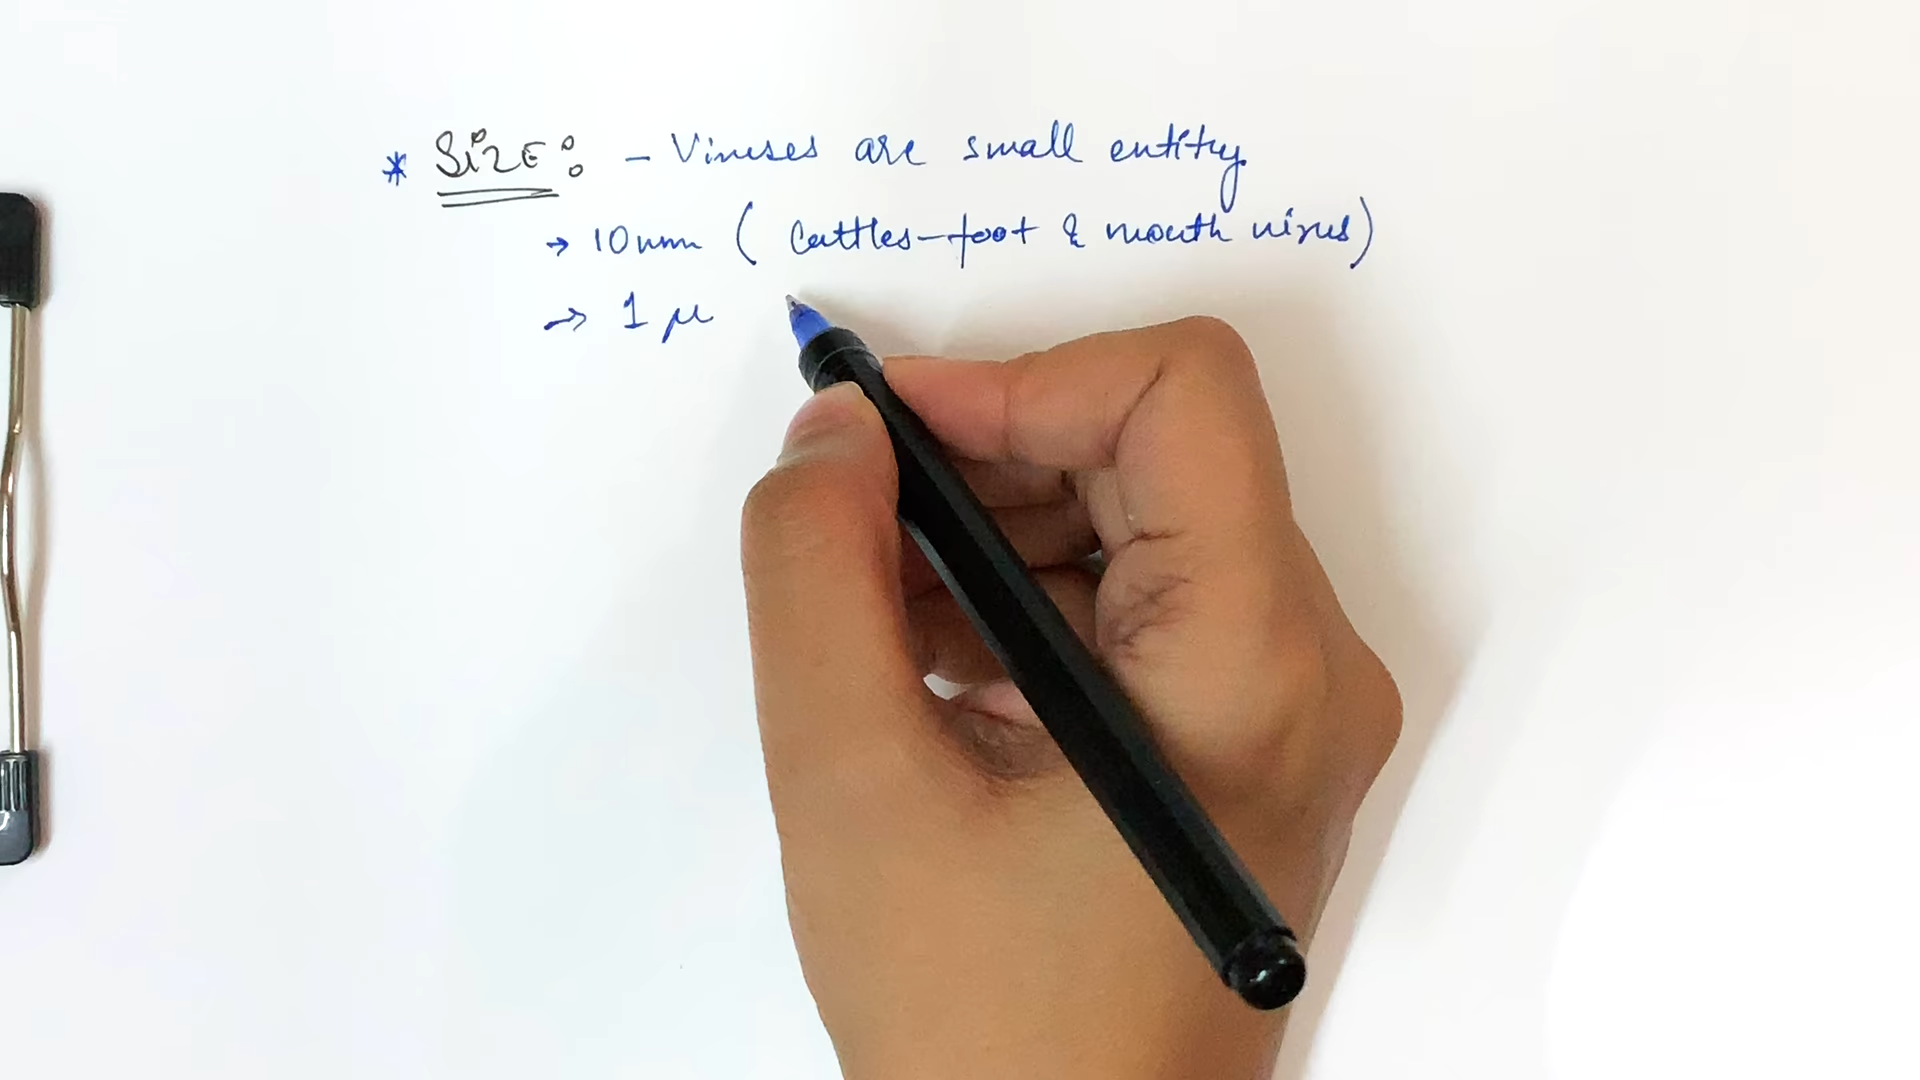 * SiZE: - Viruses are small entity
→ 10nm ( Cattles-foot & mouth virus)
→ 1 μ